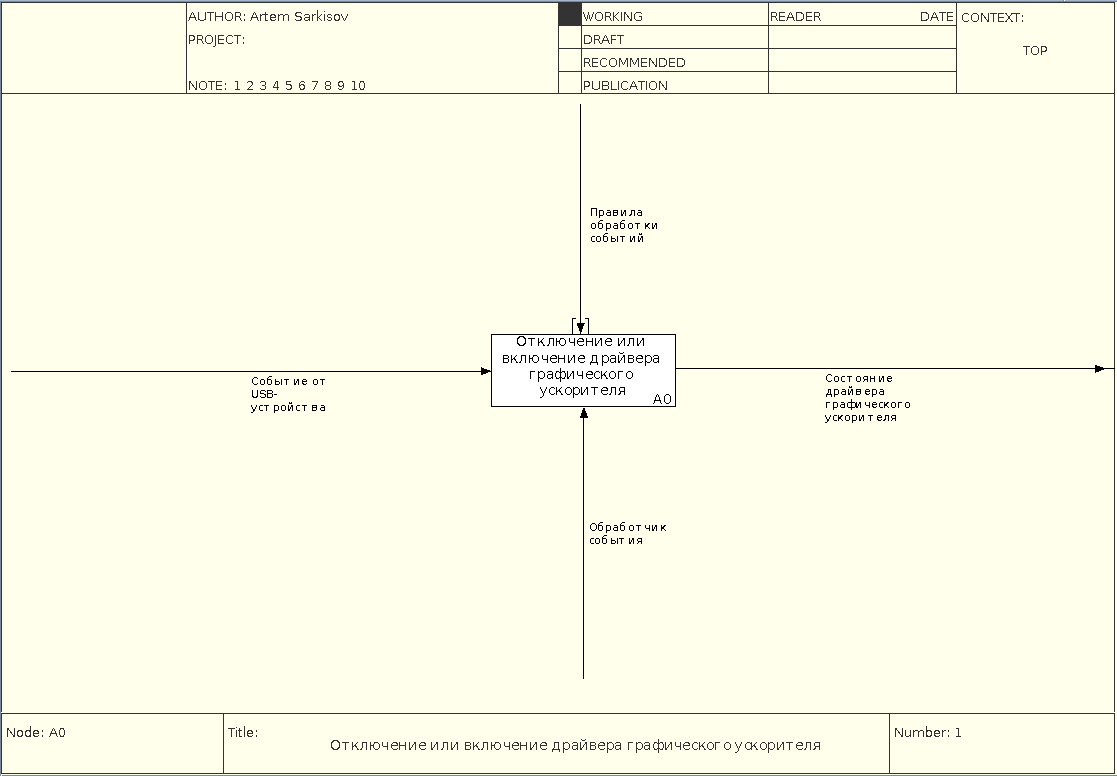 AUTHOR: Artem Sarkisov
PROJECT:
NOTE: 1 2 3 4 5 6 7 8 9 10
WORKING
DRAFT
RECOMMENDED
PUBLICATION
READER DATE
CONTEXT:
TOP
Правила
обработки
событий
Отключение или
включение драйвера
графического
ускорителя
A0
Событие от
USB-
устройства
Состояние
драйвера
графического
ускорителя
Обработчик
события
Node: A0
Title:
Отключение или включение драйвера графического ускорителя
Number: 1